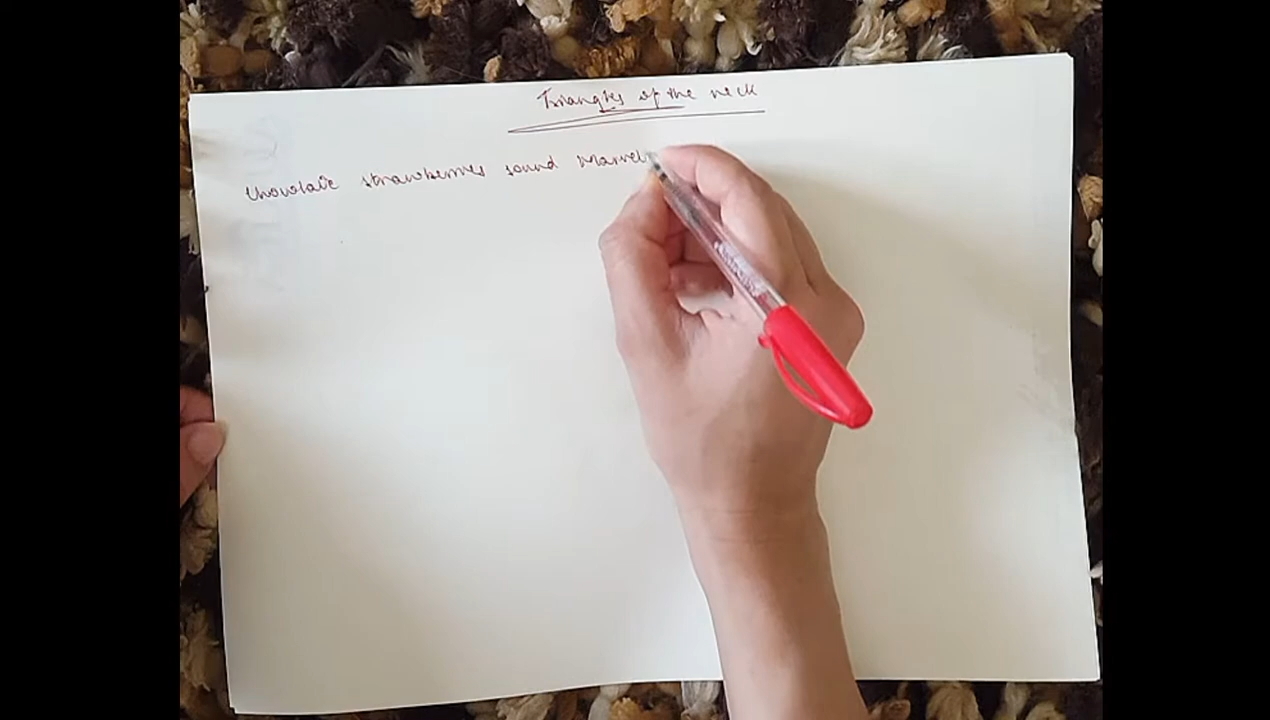 Triangles of the neck
Chocolate strawberries sound Marvel